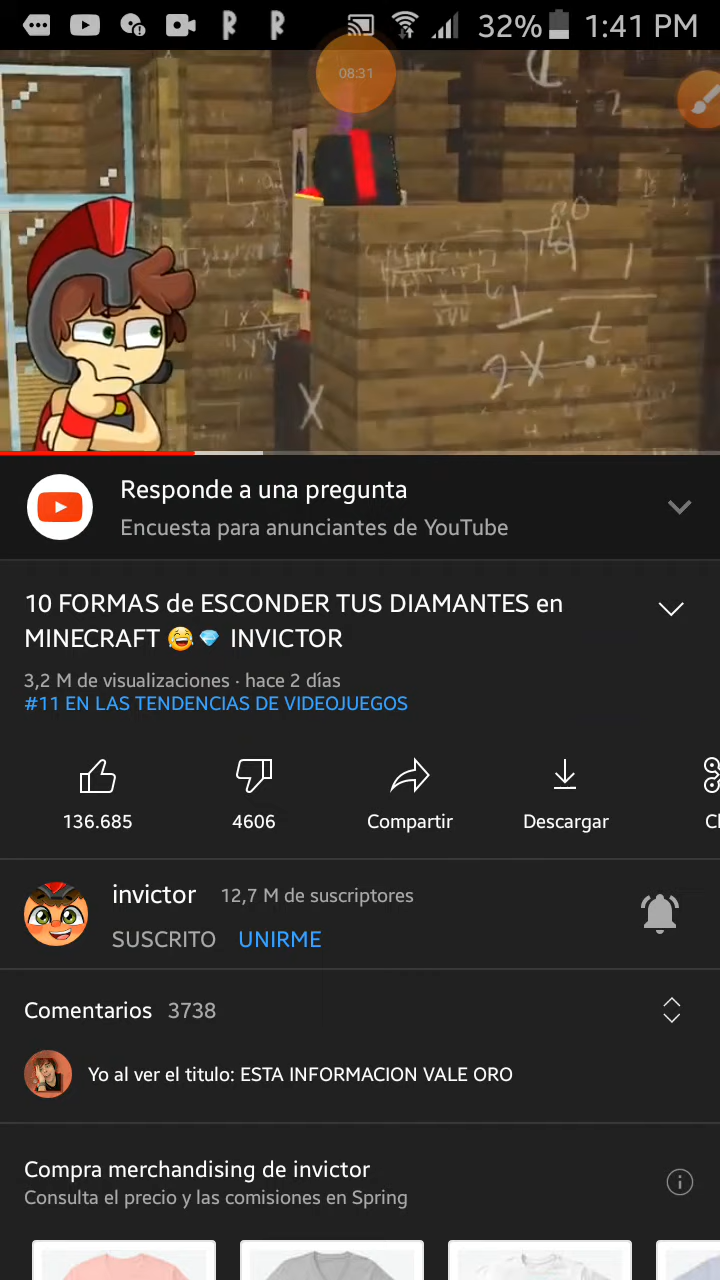 32% 1:41 PM
08:31
2X
X
Responde a una pregunta
Encuesta para anunciantes de YouTube
10 FORMAS de ESCONDER TUS DIAMANTES en
MINECRAFT 😂💎 INVICTOR
3,2 M de visualizaciones · hace 2 días
#11 EN LAS TENDENCIAS DE VIDEOJUEGOS
136.685 4606 Compartir Descargar
invictor 12,7 M de suscriptores
SUSCRITO UNIRME
Comentarios 3738
Yo al ver el titulo: ESTA INFORMACION VALE ORO
Compra merchandising de invictor
Consulta el precio y las comisiones en Spring